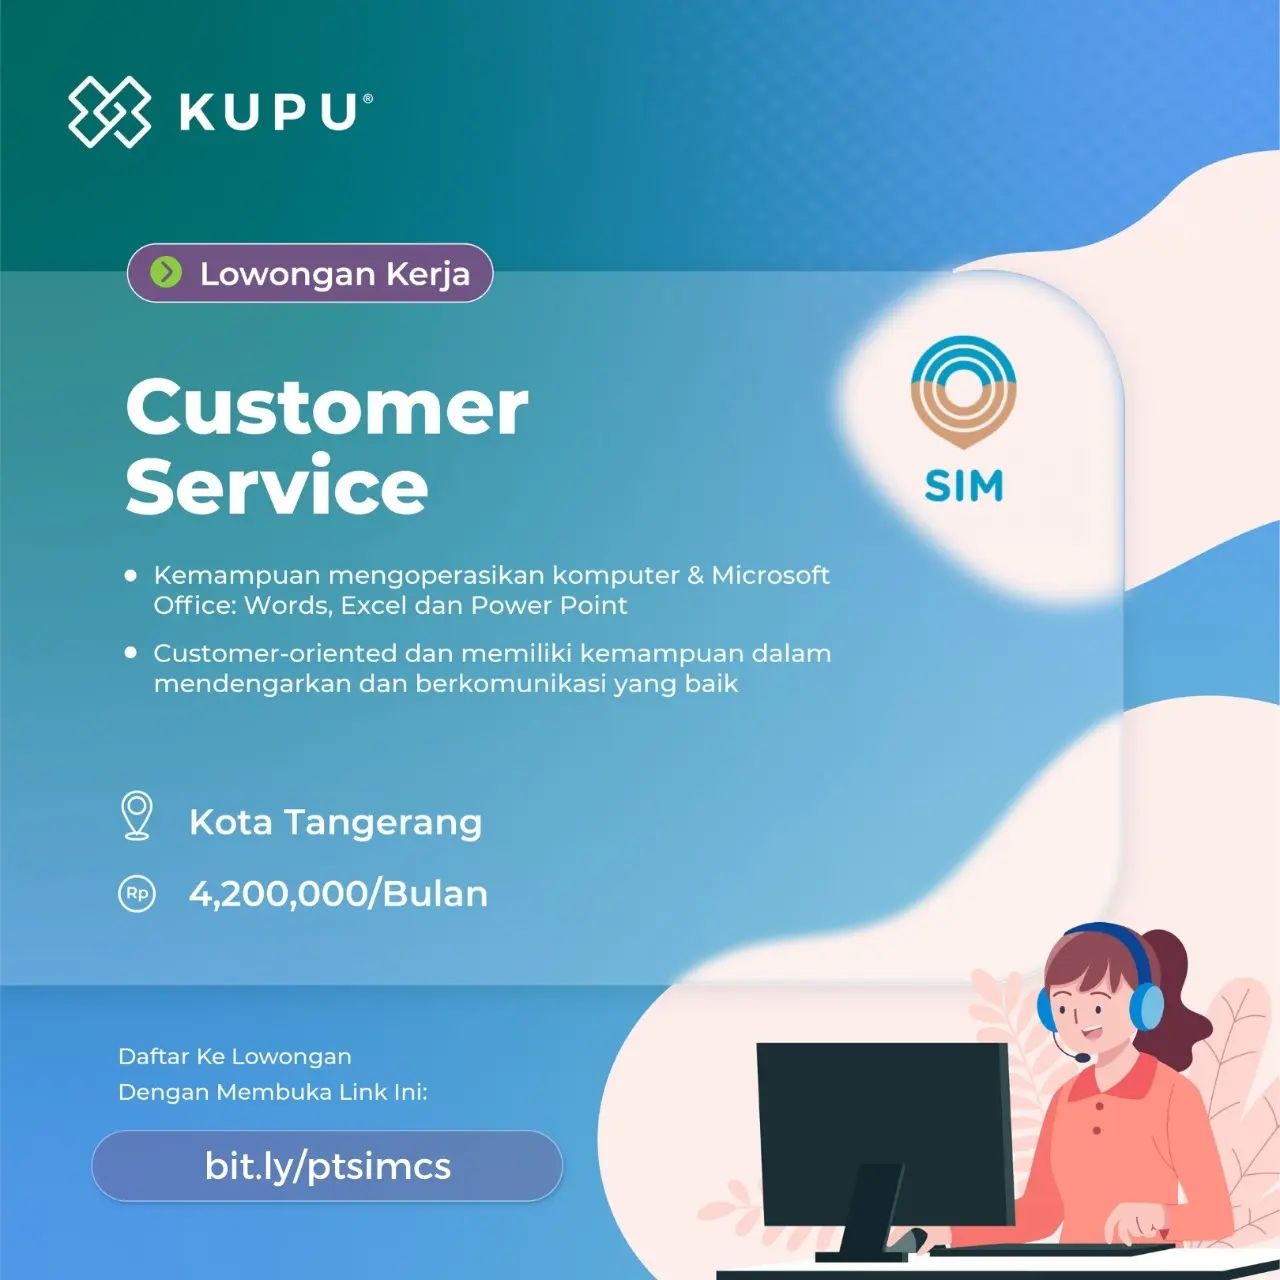 KUPU®
Lowongan Kerja
Customer
Service
SIM
• Kemampuan mengoperasikan komputer & Microsoft
Office: Words, Excel dan Power Point
• Customer-oriented dan memiliki kemampuan dalam
mendengarkan dan berkomunikasi yang baik
Kota Tangerang
Rp 4,200,000/Bulan
Daftar Ke Lowongan
Dengan Membuka Link Ini:
bit.ly/ptsimcs